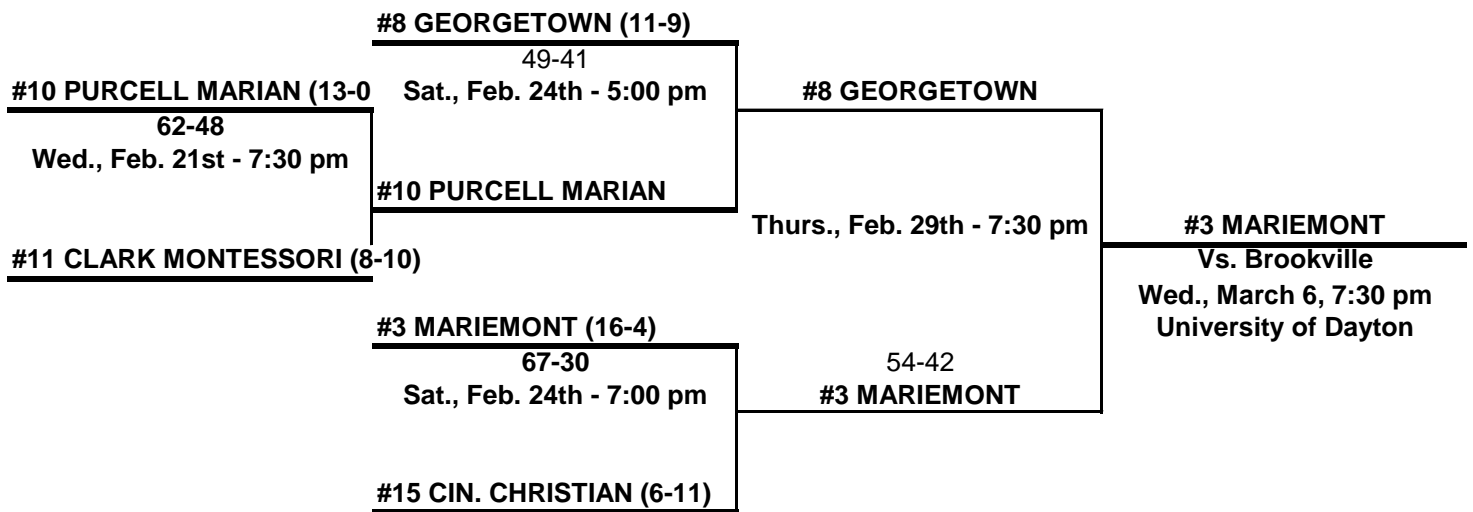 #8 GEORGETOWN (11-9)
49-41
Sat., Feb. 24th - 5:00 pm
#10 PURCELL MARIAN (13-0
62-48
Wed., Feb. 21st - 7:30 pm
#8 GEORGETOWN
#10 PURCELL MARIAN
#11 CLARK MONTESSORI (8-10)
Thurs., Feb. 29th - 7:30 pm
#3 MARIEMONT
Vs. Brookville
Wed., March 6, 7:30 pm
University of Dayton
#3 MARIEMONT (16-4)
67-30
Sat., Feb. 24th - 7:00 pm
54-42
#3 MARIEMONT
#15 CIN. CHRISTIAN (6-11)